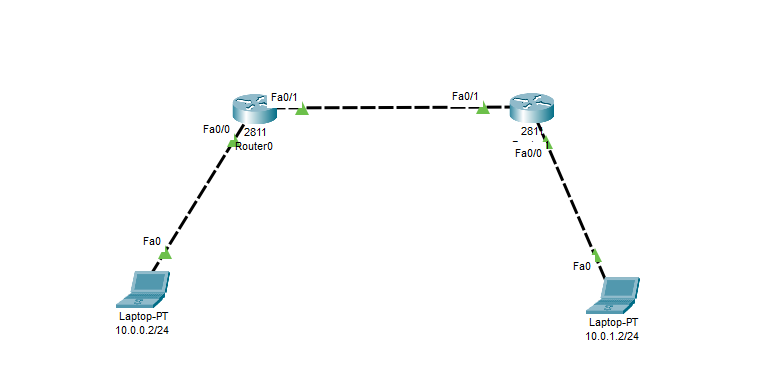 Fa0/1
Fa0/1
Fa0/0
2811
Router0
281
Fa0/0
Fa0
Fa0
Laptop-PT
10.0.0.2/24
Laptop-PT
10.0.1.2/24